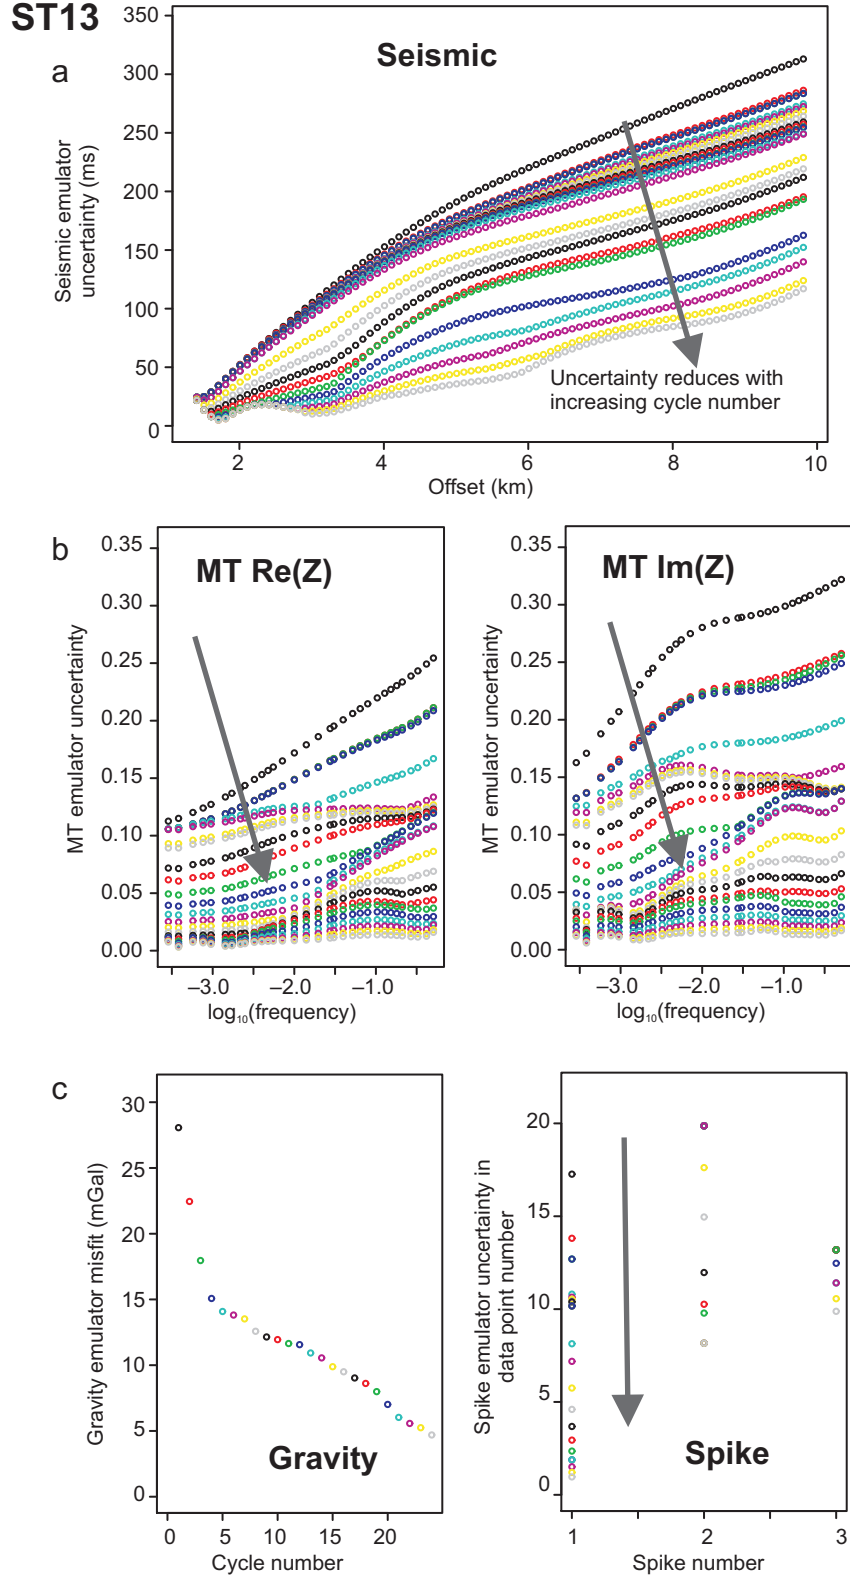 ST13
a
Seismic
Seismic emulator
uncertainty (ms)
350
300
250
200
150
100
50
0
Uncertainty reduces with
increasing cycle number
2 4 6 8 10
Offset (km)
b
MT Re(Z)
MT emulator uncertainty
0.35
0.30
0.25
0.20
0.15
0.10
0.05
0.00
–3.0 –2.0 –1.0
log₁₀(frequency)
MT Im(Z)
MT emulator uncertainty
0.35
0.30
0.25
0.20
0.15
0.10
0.05
0.00
–3.0 –2.0 –1.0
log₁₀(frequency)
c
Gravity emulator misfit (mGal)
30
25
20
15
10
5
0
Gravity
0 5 10 15 20
Cycle number
Spike emulator uncertainty in
data point number
20
15
10
5
0
Spike
1 2 3
Spike number